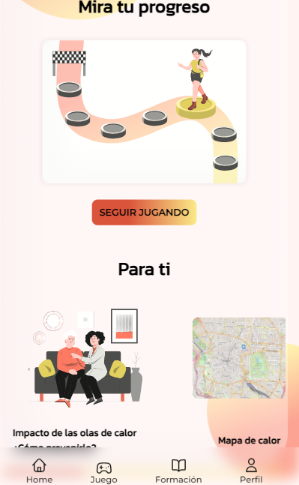 Mira tu progreso
SEGUIR JUGANDO
Para ti
Impacto de las olas de calor
¿Cómo prevenirlo?
Mapa de calor
Home
Juego
Formación
Perfil